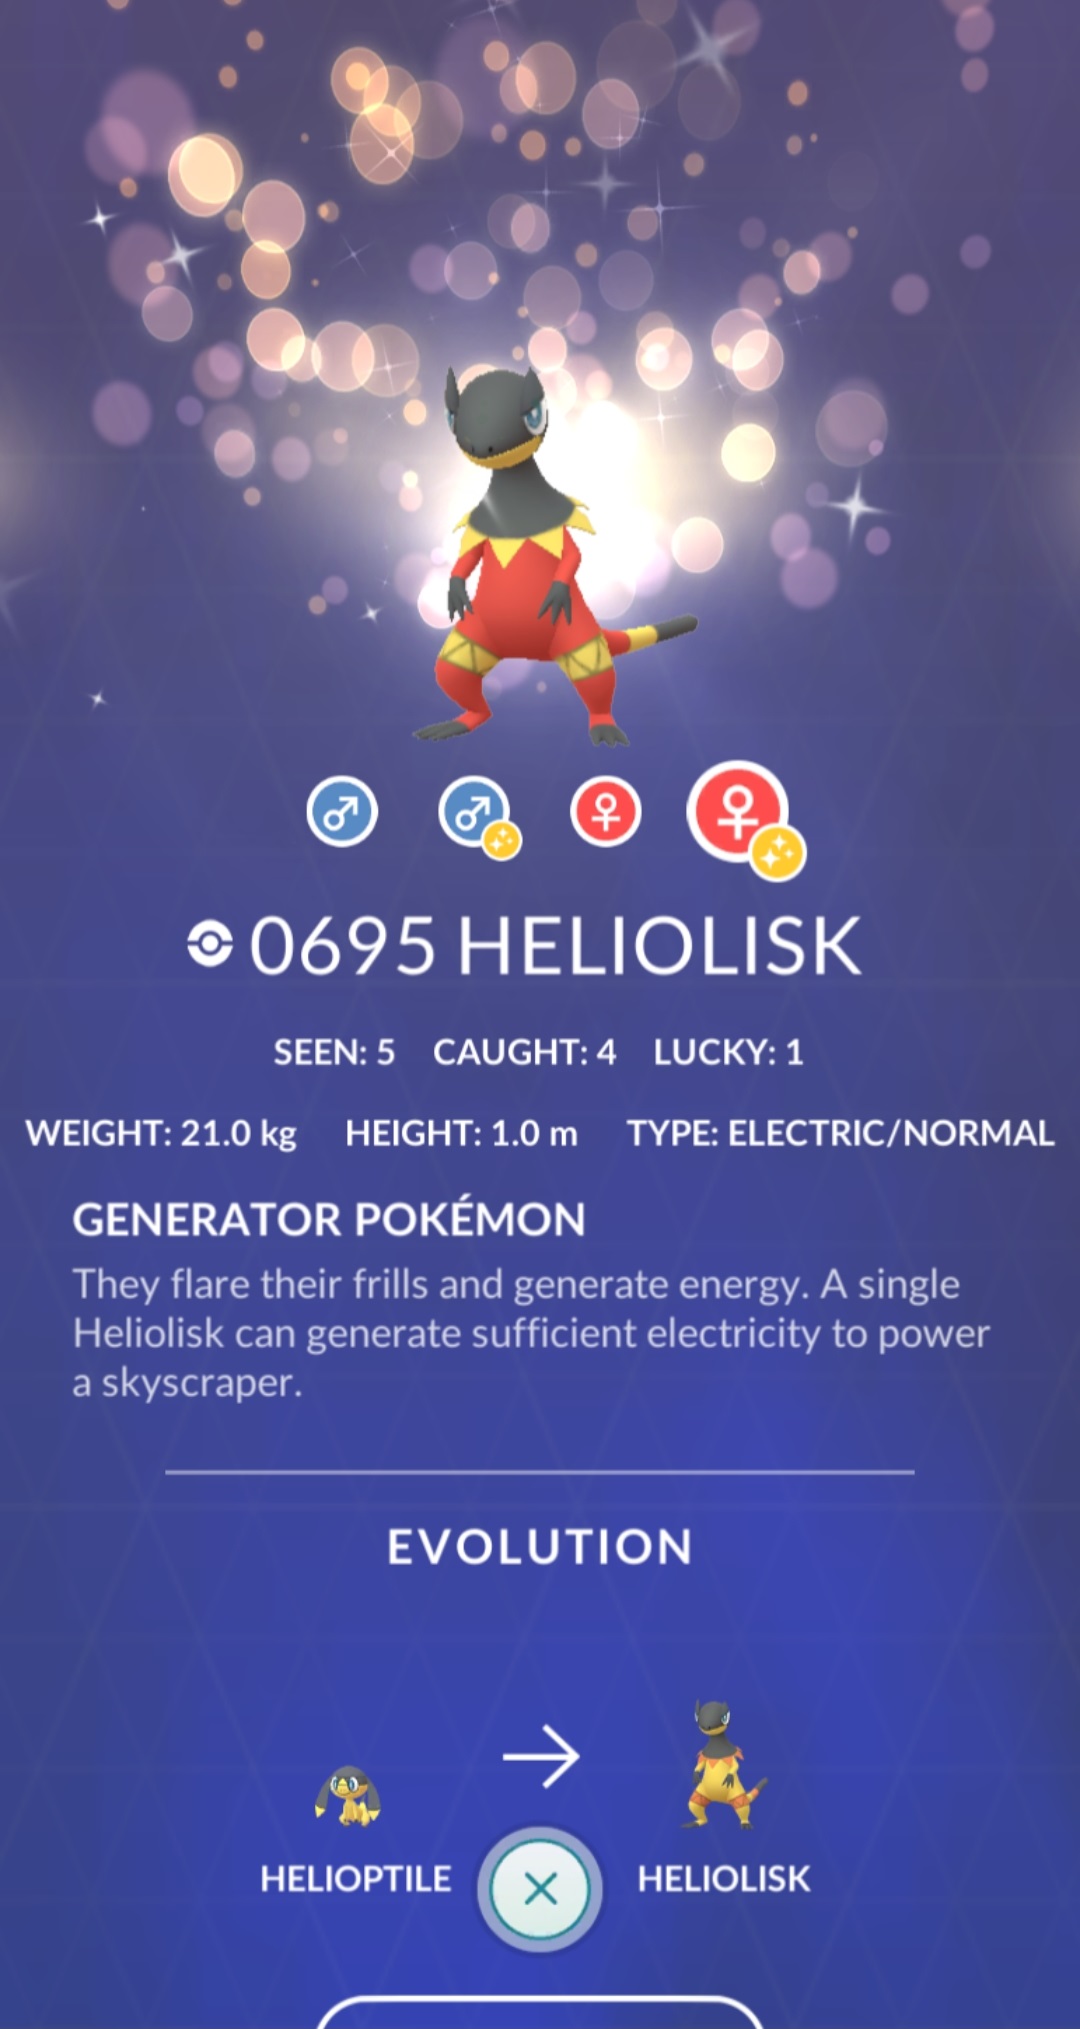 0695 HELIOLISK
SEEN: 5 CAUGHT: 4 LUCKY: 1
WEIGHT: 21.0 kg HEIGHT: 1.0 m TYPE: ELECTRIC/NORMAL
GENERATOR POKÉMON
They flare their frills and generate energy. A single
Heliolisk can generate sufficient electricity to power
a skyscraper.
EVOLUTION
HELIOPTILE HELIOLISK